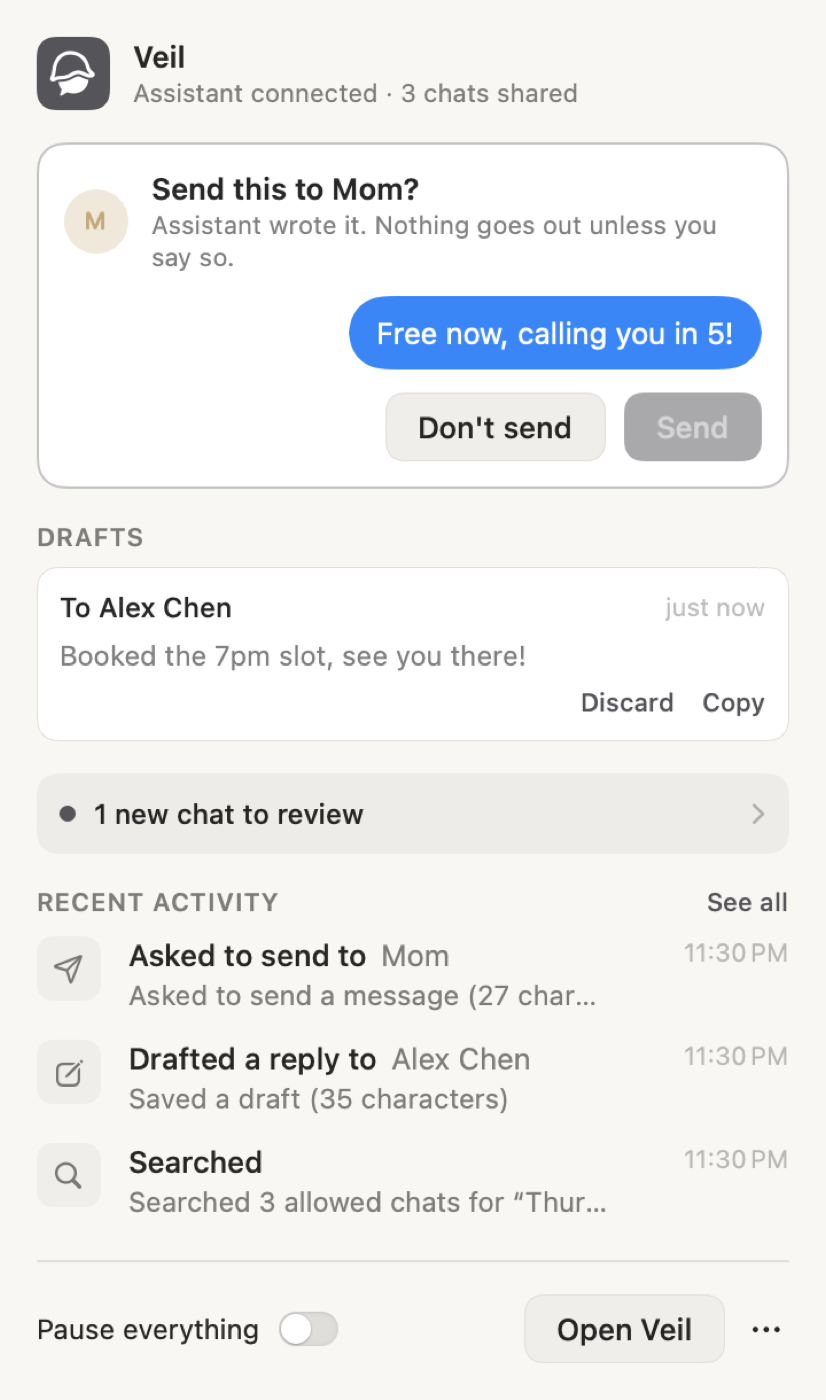 Veil
Assistant connected · 3 chats shared
M
Send this to Mom?
Assistant wrote it. Nothing goes out unless you
say so.
Free now, calling you in 5!
Don't send
Send
DRAFTS
To Alex Chen
just now
Booked the 7pm slot, see you there!
Discard
Copy
1 new chat to review
RECENT ACTIVITY
See all
Asked to send to Mom
11:30 PM
Asked to send a message (27 char...
Drafted a reply to Alex Chen
11:30 PM
Saved a draft (35 characters)
Searched
11:30 PM
Searched 3 allowed chats for “Thur...
Pause everything
Open Veil